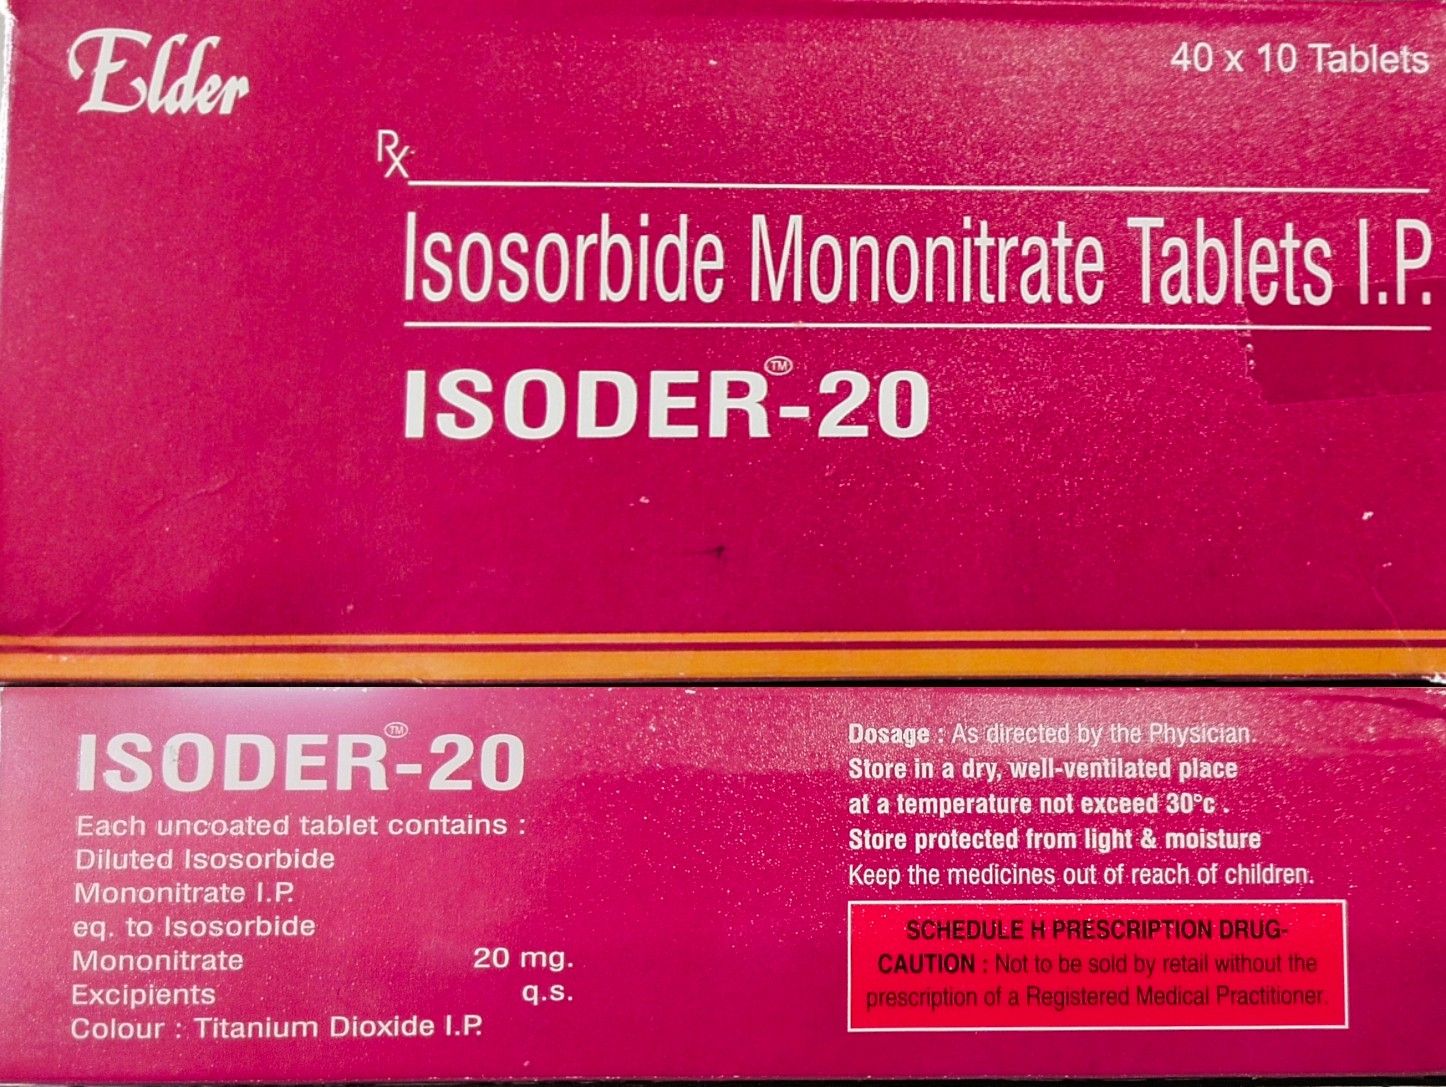 Elder
40 x 10 Tablets
Rx
Isosorbide Mononitrate Tablets I.P.
ISODER™-20
ISODER™-20
Each uncoated tablet contains :
Diluted Isosorbide
Mononitrate I.P.
eq. to Isosorbide
Mononitrate 20 mg.
Excipients q.s.
Colour : Titanium Dioxide I.P.
Dosage : As directed by the Physician.
Store in a dry, well-ventilated place
at a temperature not exceed 30°c .
Store protected from light & moisture
Keep the medicines out of reach of children.
SCHEDULE H PRESCRIPTION DRUG-
CAUTION : Not to be sold by retail without the
prescription of a Registered Medical Practitioner.